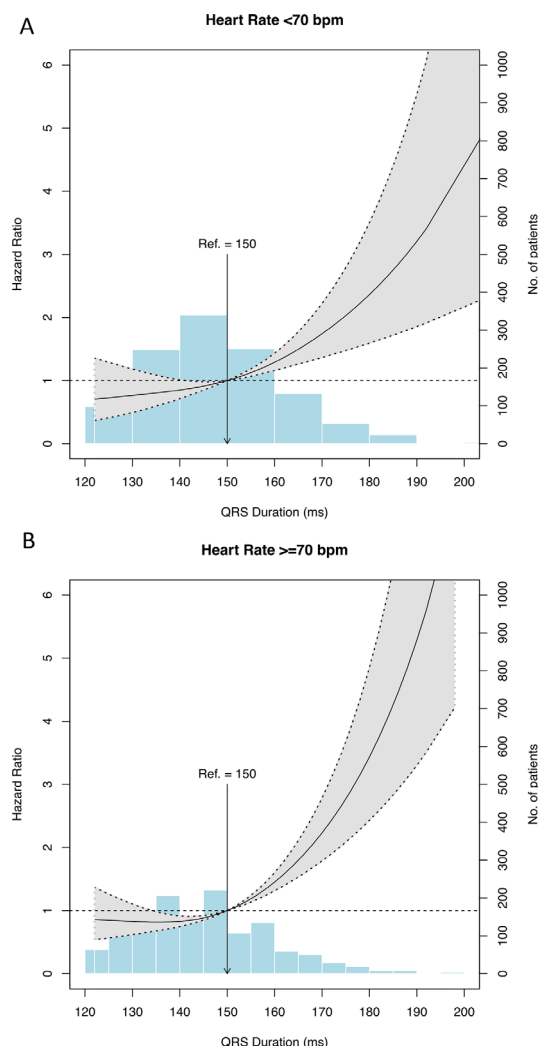 A
Heart Rate <70 bpm
6
5
4
3
2
1
0
Hazard Ratio
1000
900
800
700
600
500
400
300
200
100
0
No. of patients
Ref. = 150
120 130 140 150 160 170 180 190 200
QRS Duration (ms)
B
Heart Rate >=70 bpm
6
5
4
3
2
1
0
Hazard Ratio
1000
900
800
700
600
500
400
300
200
100
0
No. of patients
Ref. = 150
120 130 140 150 160 170 180 190 200
QRS Duration (ms)